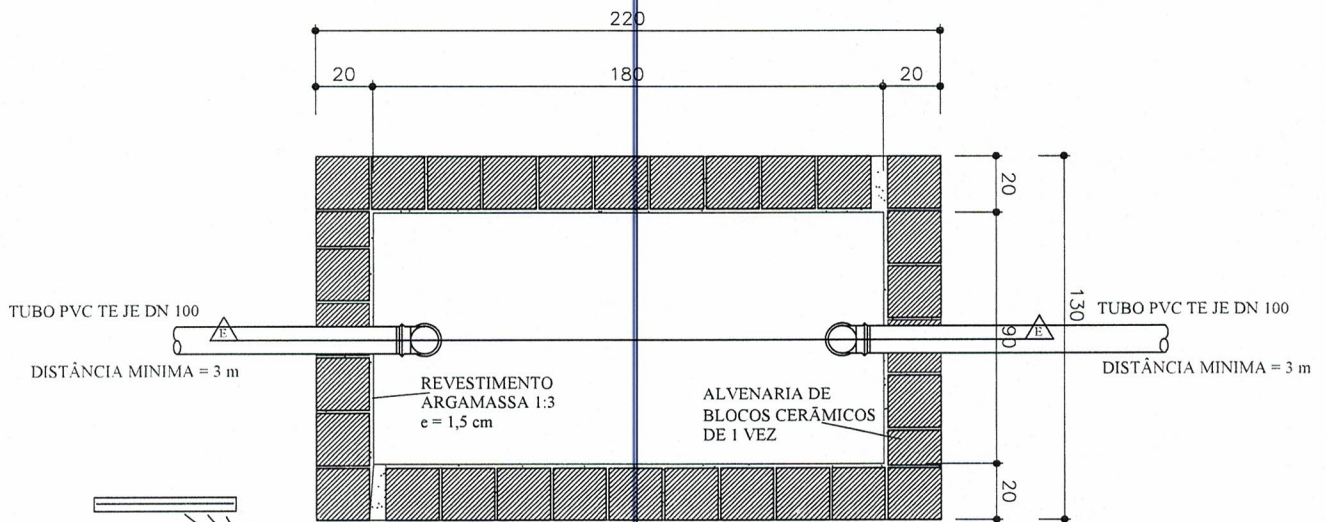 220
20
180
20
20
TUBO PVC TE JE DN 100
E
130
TUBO PVC TE JE DN 100
E
90
DISTÂNCIA MINIMA = 3 m
DISTÂNCIA MINIMA = 3 m
REVESTIMENTO
ARGAMASSA 1:3
e = 1,5 cm
ALVENARIA DE
BLOCOS CERÃMICOS
DE 1 VEZ
20